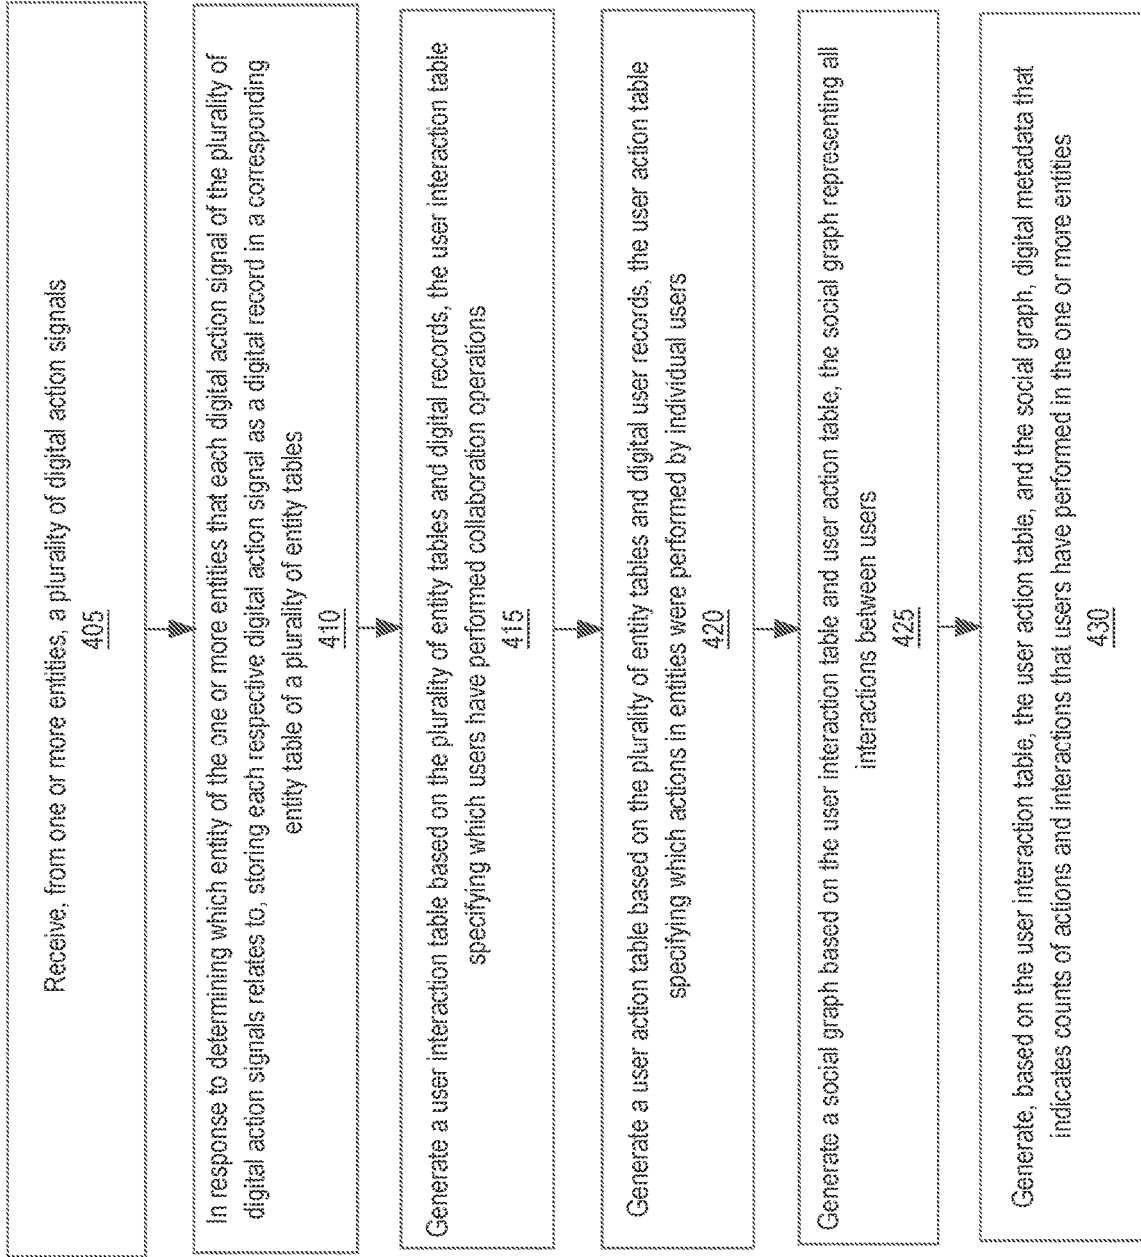 Receive, from one or more entities, a plurality of digital action signals
405
In response to determining which entity of the one or more entities that each digital action signal of the plurality of
digital action signals relates to, storing each respective digital action signal as a digital record in a corresponding
entity table of a plurality of entity tables
410
Generate a user interaction table based on the plurality of entity tables and digital records, the user interaction table
specifying which users have performed collaboration operations
415
Generate a user action table based on the plurality of entity tables and digital user records, the user action table
specifying which actions in entities were performed by individual users
420
Generate a social graph based on the user interaction table and user action table, the social graph representing all
interactions between users
425
Generate, based on the user interaction table, the user action table, and the social graph, digital metadata that
indicates counts of actions and interactions that users have performed in the one or more entities
430